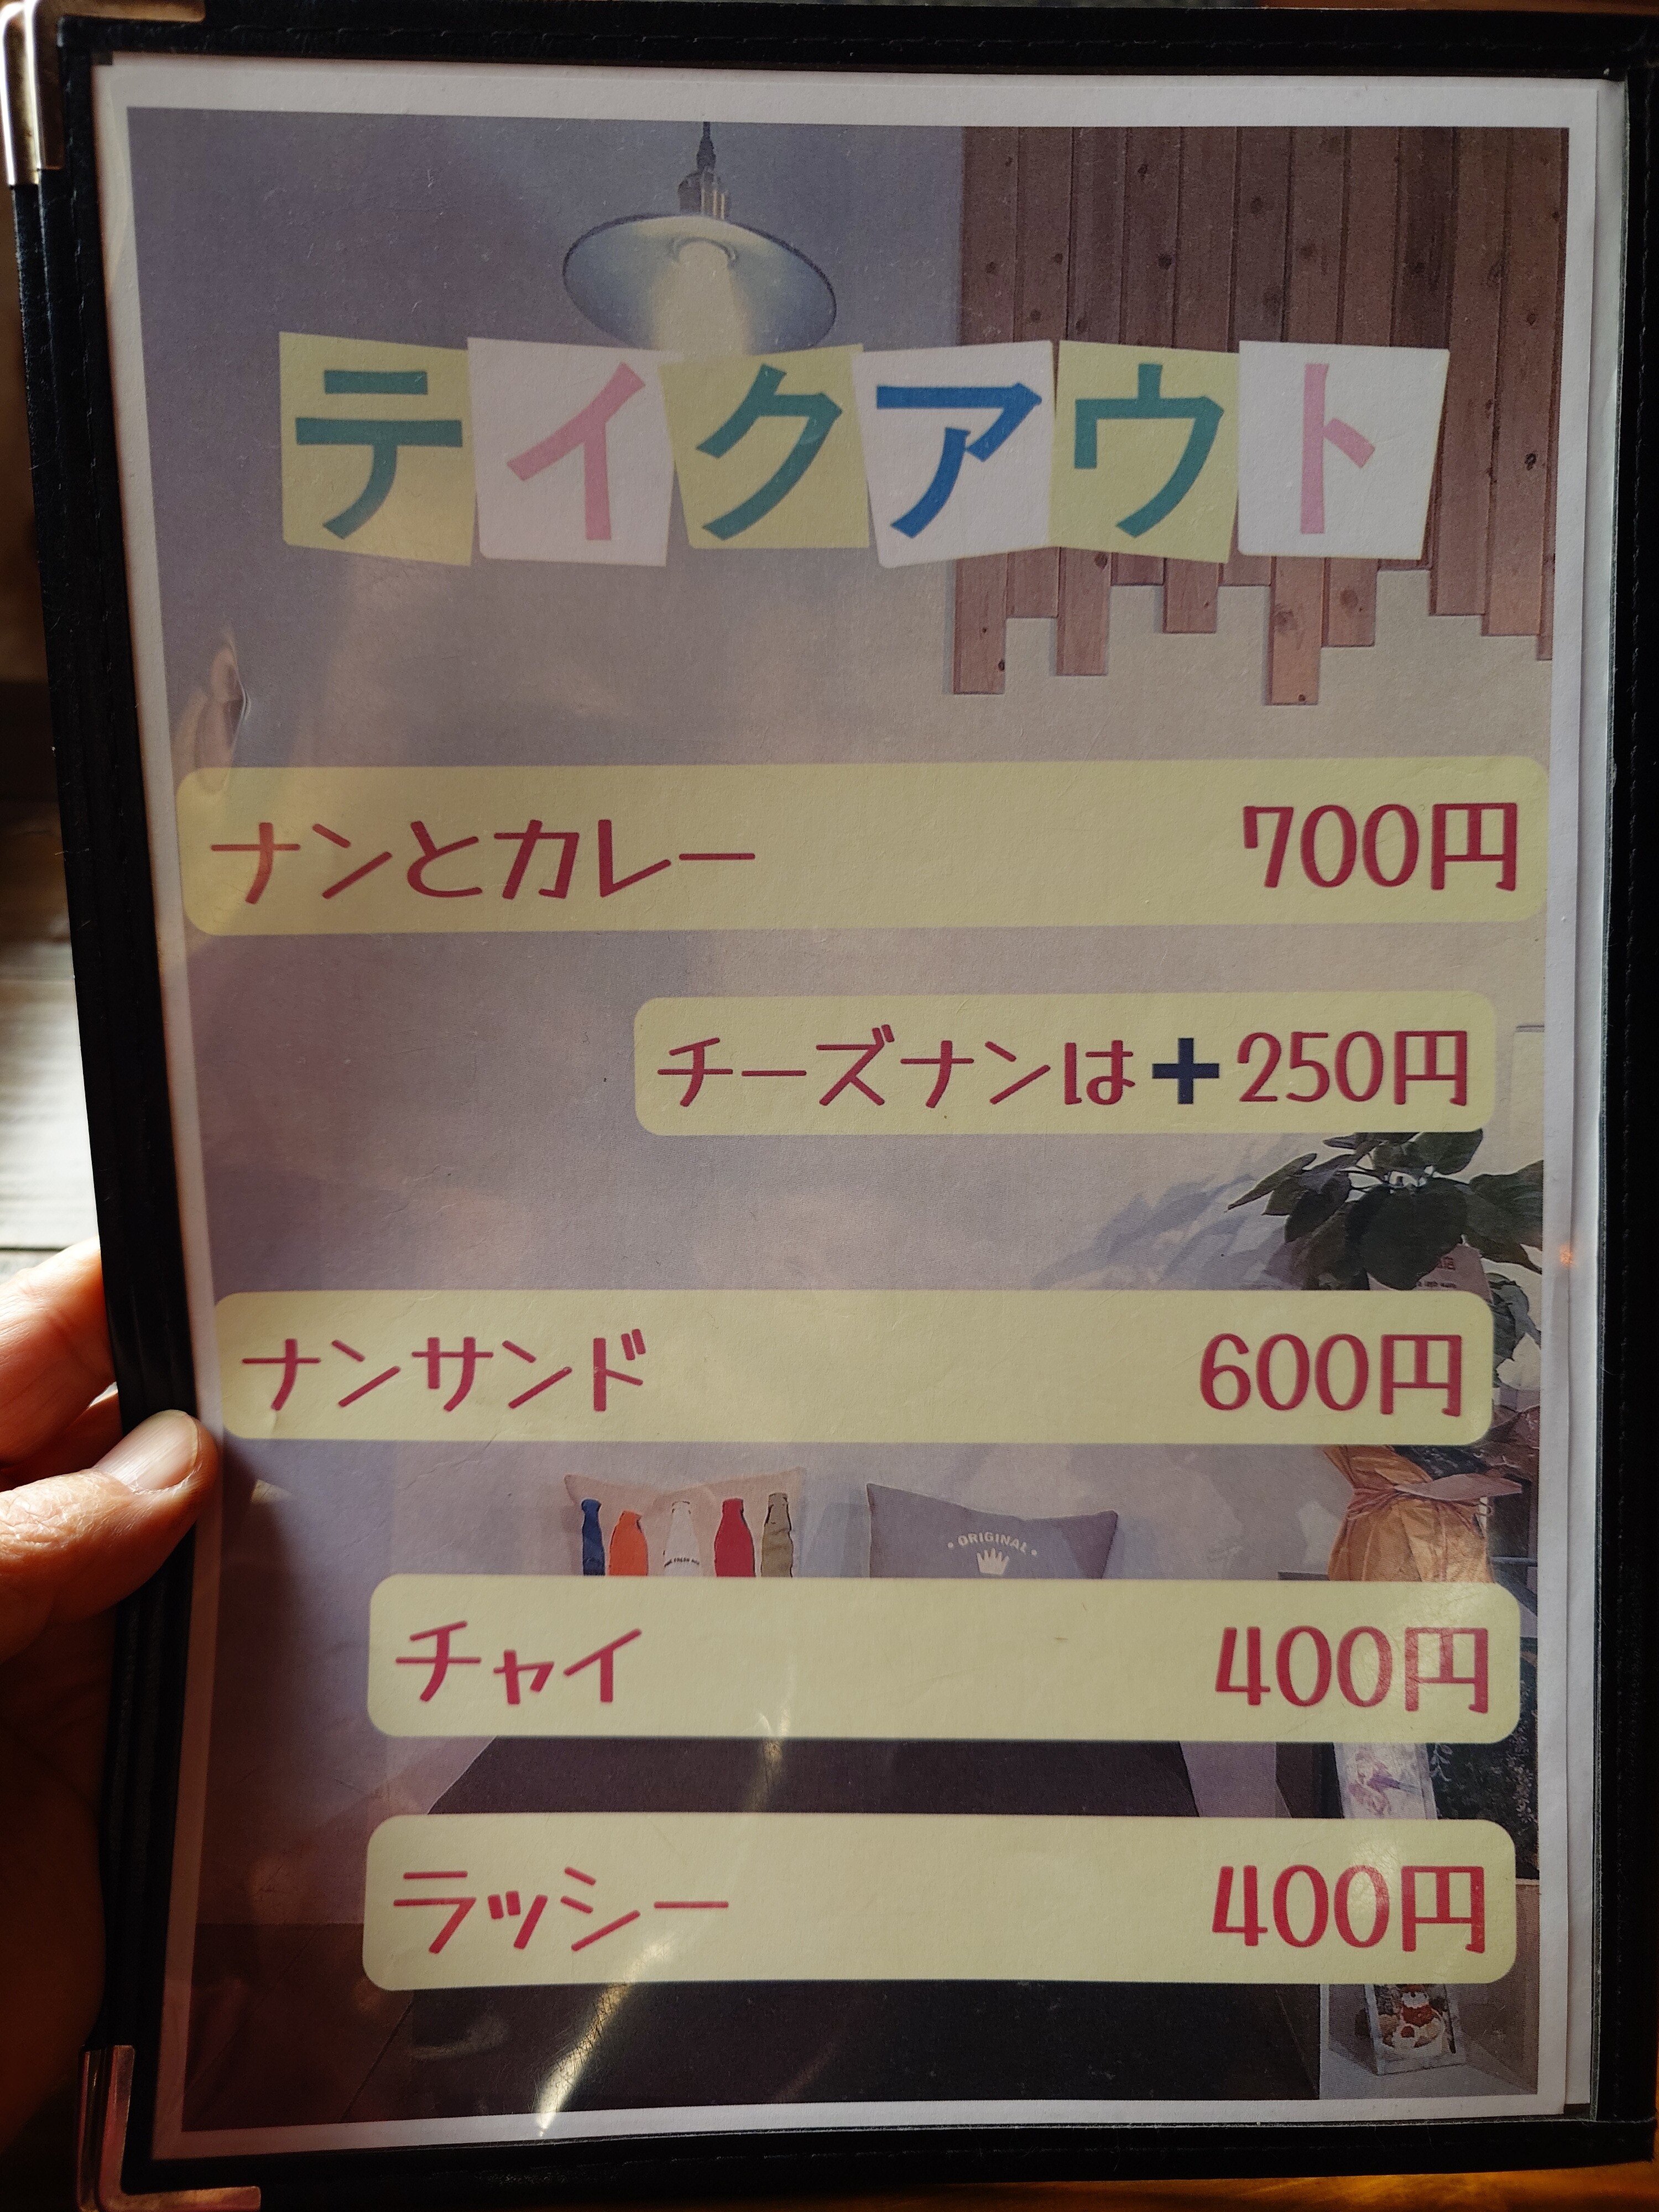 テイクアウト
ナンとカレー 700円
チーズナンは+250円
ナンサンド 600円
• ORIGINAL •
チャイ 400円
ラッシー 400円